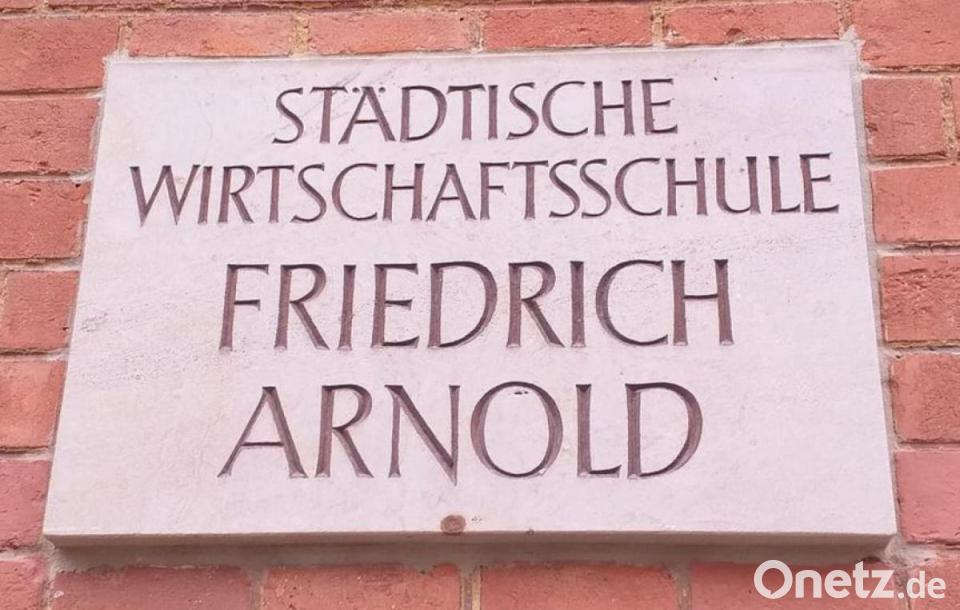 STÄDTISCHE
WIRTSCHAFTSSCHULE
FRIEDRICH
ARNOLD
Onetz.de